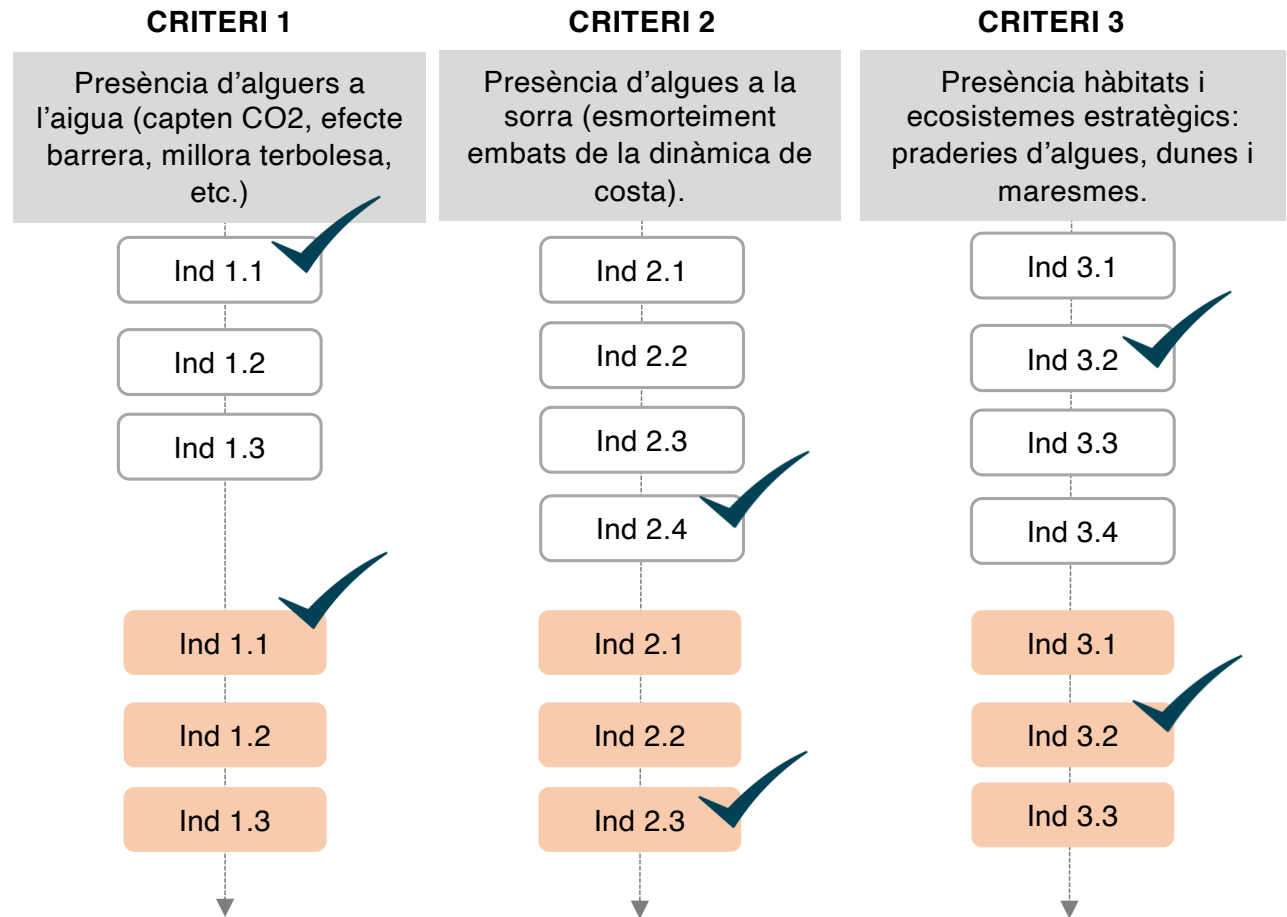 CRITERI 1
Presència d’alguers a
l’aigua (capten CO2, efecte
barrera, millora terbolesa,
etc.)
Ind 1.1
Ind 1.2
Ind 1.3
Ind 1.1
Ind 1.2
Ind 1.3
CRITERI 2
Presència d’algues a la
sorra (esmorteiment
embats de la dinàmica de
costa).
Ind 2.1
Ind 2.2
Ind 2.3
Ind 2.4
Ind 2.1
Ind 2.2
Ind 2.3
CRITERI 3
Presència hàbitats i
ecosistemes estratègics:
praderies d’algues, dunes i
maresmes.
Ind 3.1
Ind 3.2
Ind 3.3
Ind 3.4
Ind 3.1
Ind 3.2
Ind 3.3